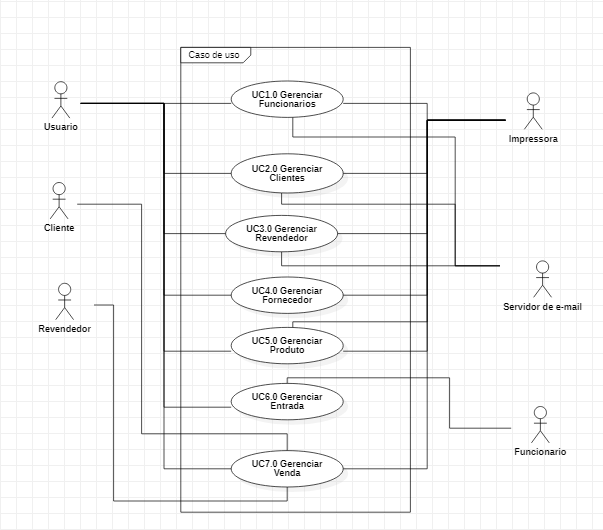 Caso de uso
UC1.0 Gerenciar
Funcionarios
Usuario
Impressora
UC2.0 Gerenciar
Clientes
Cliente
UC3.0 Gerenciar
Revendedor
UC4.0 Gerenciar
Fornecedor
Servidor de e-mail
Revendedor
UC5.0 Gerenciar
Produto
UC6.0 Gerenciar
Entrada
Funcionario
UC7.0 Gerenciar
Venda